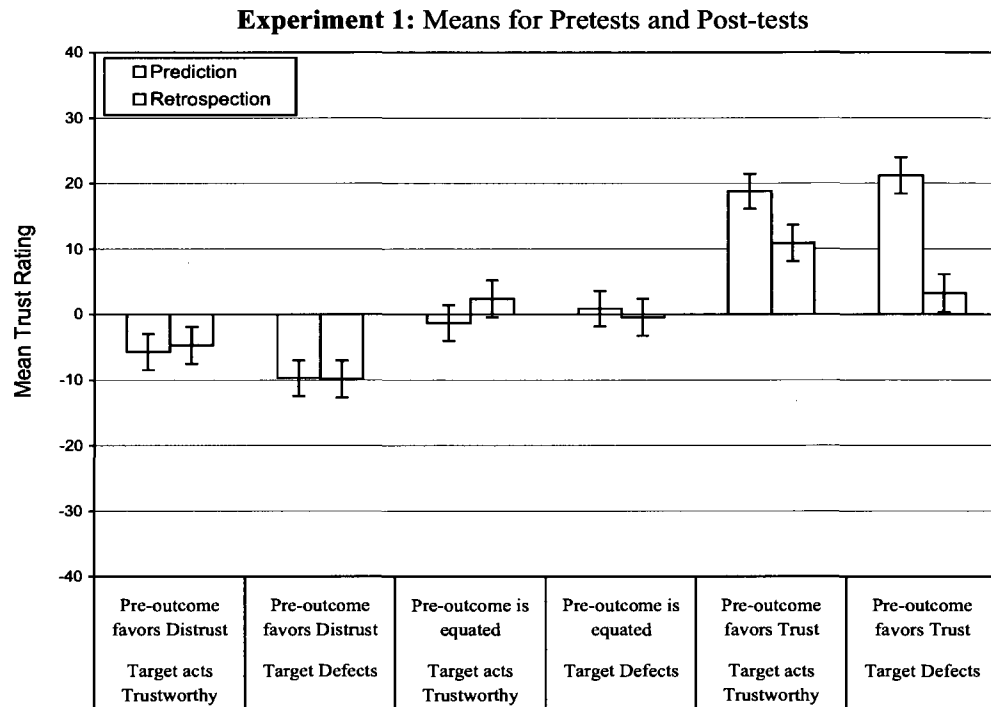 Experiment 1: Means for Pretests and Post-tests
40
Prediction
Retrospection
30
20
10
0
-10
-20
-30
-40
Mean Trust Rating
Pre-outcome
favors Distrust
Target acts
Trustworthy
Pre-outcome
favors Distrust
Target Defects
Pre-outcome is
equated
Target acts
Trustworthy
Pre-outcome is
equated
Target Defects
Pre-outcome
favors Trust
Target acts
Trustworthy
Pre-outcome
favors Trust
Target Defects